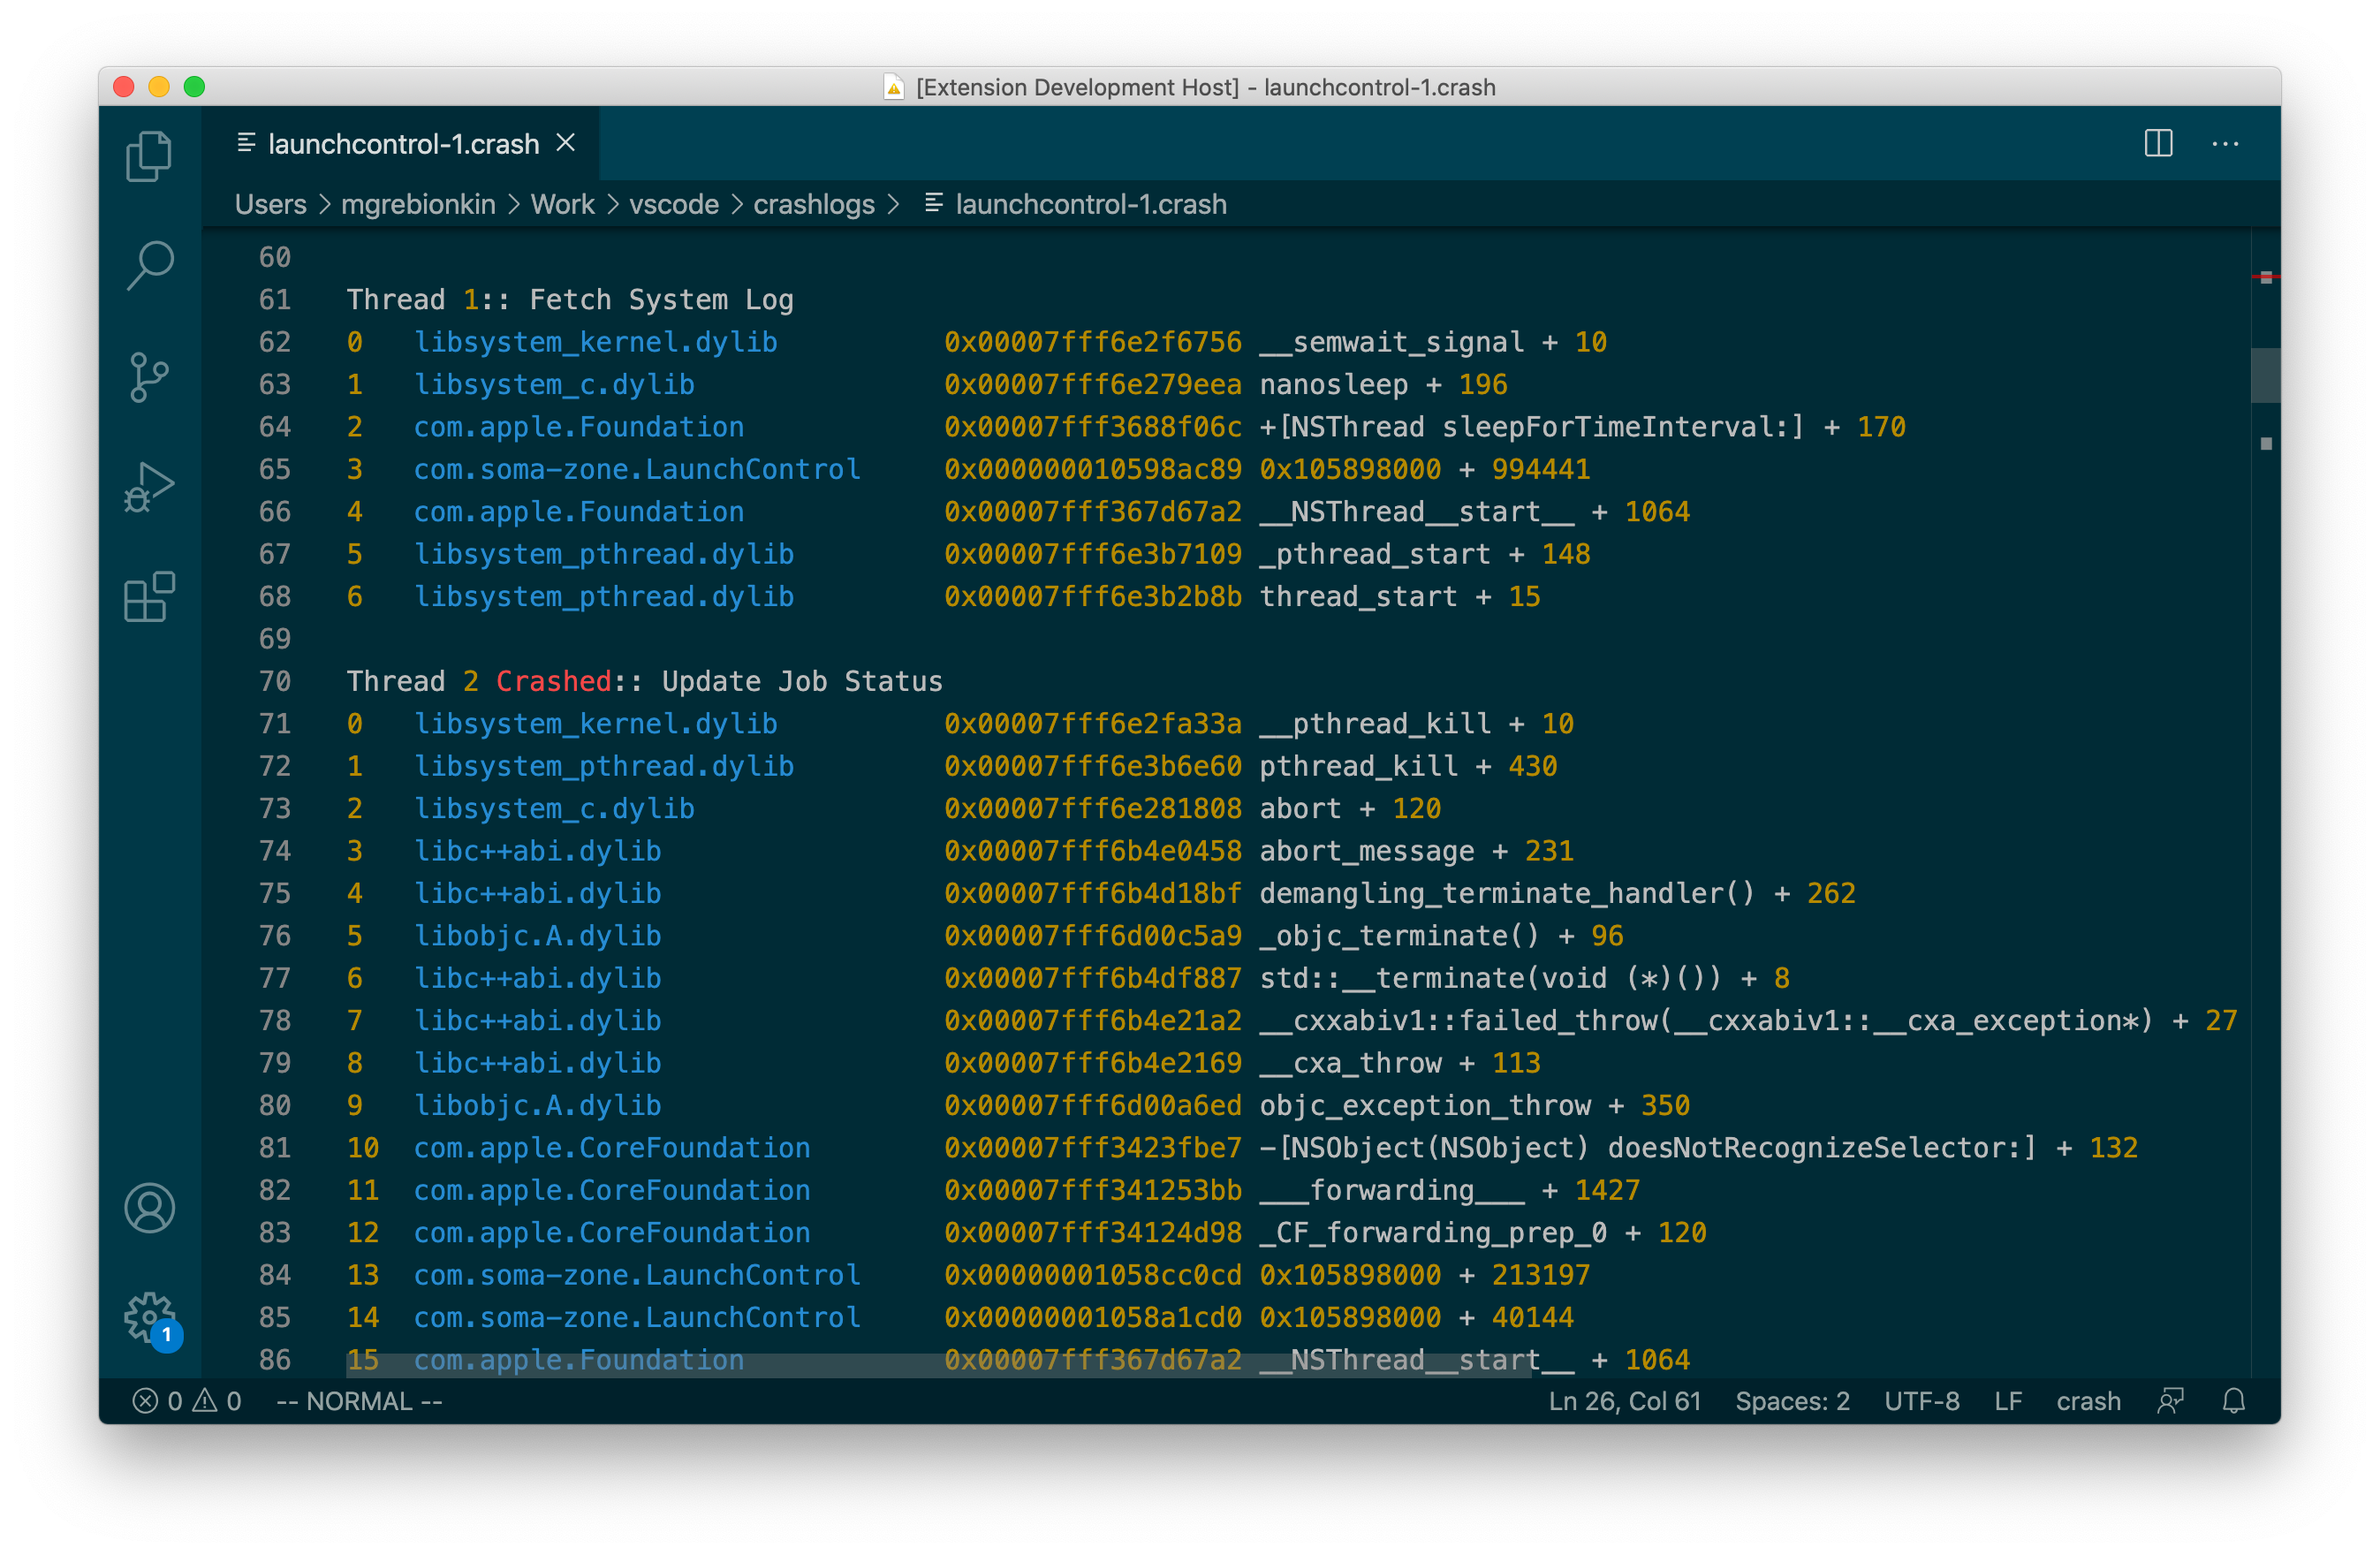 [Extension Development Host] - launchcontrol-1.crash
launchcontrol-1.crash
Users > mgrebionkin > Work > vscode > crashlogs > launchcontrol-1.crash
60
61 Thread 1:: Fetch System Log
62 0 libsystem_kernel.dylib 0x00007fff6e2f6756 __semwait_signal + 10
63 1 libsystem_c.dylib 0x00007fff6e279eea nanosleep + 196
64 2 com.apple.Foundation 0x00007fff3688f06c +[NSThread sleepForTimeInterval:] + 170
65 3 com.soma-zone.LaunchControl 0x000000010598ac89 0x105898000 + 994441
66 4 com.apple.Foundation 0x00007fff367d67a2 __NSThread__start__ + 1064
67 5 libsystem_pthread.dylib 0x00007fff6e3b7109 _pthread_start + 148
68 6 libsystem_pthread.dylib 0x00007fff6e3b2b8b thread_start + 15
69
70 Thread 2 Crashed:: Update Job Status
71 0 libsystem_kernel.dylib 0x00007fff6e2fa33a __pthread_kill + 10
72 1 libsystem_pthread.dylib 0x00007fff6e3b6e60 pthread_kill + 430
73 2 libsystem_c.dylib 0x00007fff6e281808 abort + 120
74 3 libc++abi.dylib 0x00007fff6b4e0458 abort_message + 231
75 4 libc++abi.dylib 0x00007fff6b4d18bf demangling_terminate_handler() + 262
76 5 libobjc.A.dylib 0x00007fff6d00c5a9 _objc_terminate() + 96
77 6 libc++abi.dylib 0x00007fff6b4df887 std::__terminate(void (*)()) + 8
78 7 libc++abi.dylib 0x00007fff6b4e21a2 __cxxabiv1::failed_throw(__cxxabiv1::__cxa_exception*) + 27
79 8 libc++abi.dylib 0x00007fff6b4e2169 __cxa_throw + 113
80 9 libobjc.A.dylib 0x00007fff6d00a6ed objc_exception_throw + 350
81 10 com.apple.CoreFoundation 0x00007fff3423fbe7 -[NSObject(NSObject) doesNotRecognizeSelector:] + 132
82 11 com.apple.CoreFoundation 0x00007fff341253bb ___forwarding___ + 1427
83 12 com.apple.CoreFoundation 0x00007fff34124d98 _CF_forwarding_prep_0 + 120
84 13 com.soma-zone.LaunchControl 0x00000001058cc0cd 0x105898000 + 213197
85 14 com.soma-zone.LaunchControl 0x00000001058a1cd0 0x105898000 + 40144
86 15 com.apple.Foundation 0x00007fff367d67a2 __NSThread__start__ + 1064
1
0 0 -- NORMAL -- Ln 26, Col 61 Spaces: 2 UTF-8 LF crash